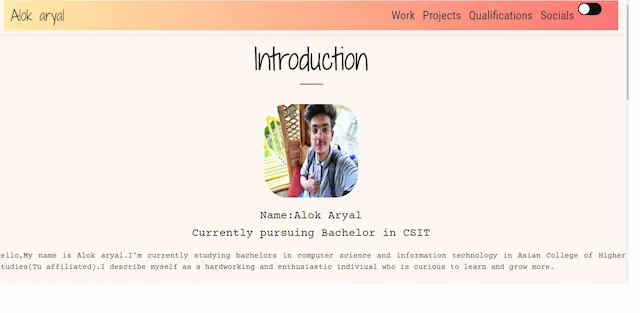 Alok aryal
Work Projects Qualifications Socials
Introduction
Name:Alok Aryal
Currently pursuing Bachelor in CSIT
ello,My name is Alok aryal.I'm currently studying bachelors in computer science and information technology in Asian College of Higher
tudies(Tu affiliated).I describe myself as a hardworking and enthusiastic indiviual who is curious to learn and grow more.